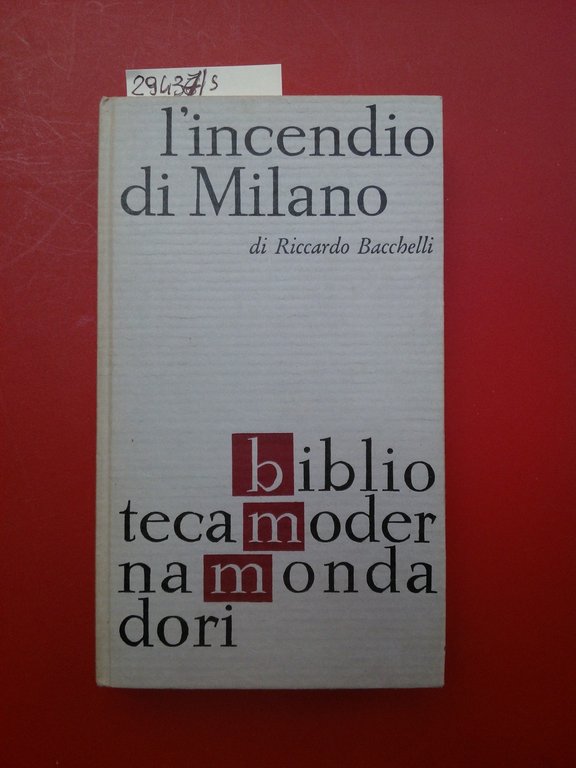 l'incendio
di Milano
di Riccardo Bacchelli
biblio
tecamoder
namonda
dori